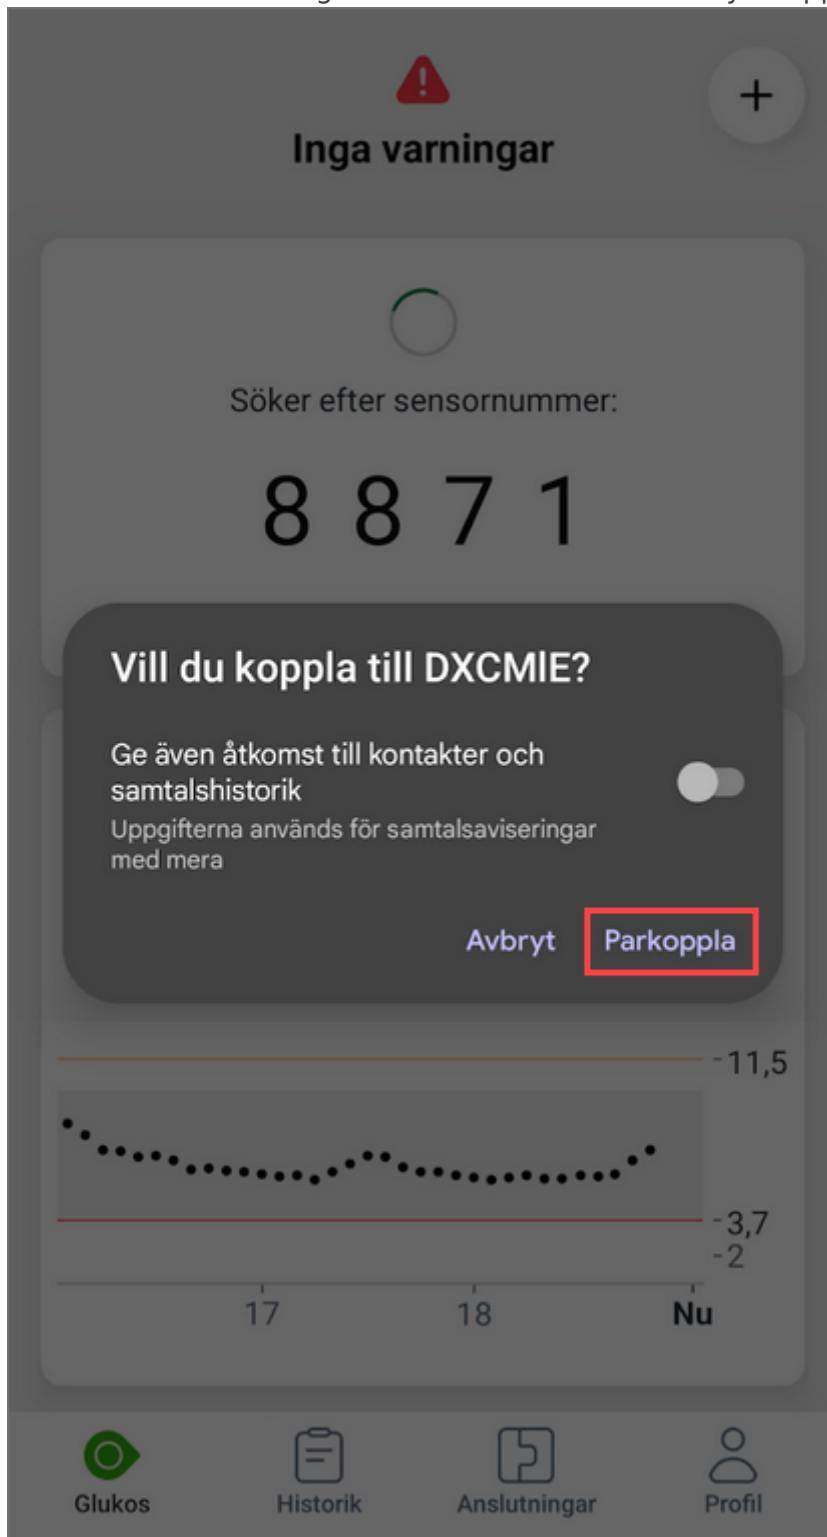 Inga varningar
+
Söker efter sensornummer:
8 8 7 1
Vill du koppla till DXCMlE?
Ge även åtkomst till kontakter och
samtalshistorik
Uppgifterna används för samtalsaviseringar
med mera
Avbryt Parkoppla
11,5
3,7
2
17 18 Nu
Glukos Historik Anslutningar Profil